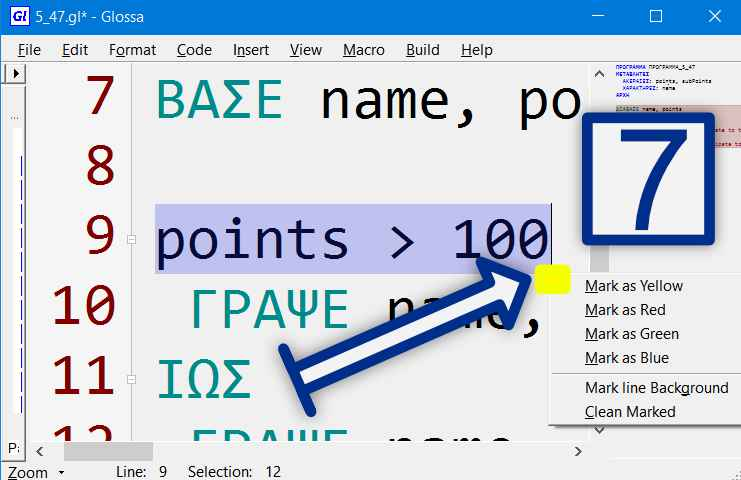 Gl 5_47.gl* - Glossa
File Edit Format Code Insert View Macro Build Help
7 ΒΑΣΕ name, po
8
9 points > 100
10 ΓΡΑΨΕ name,
11 ΙΩΣ
12 ΓΡΑΨΕ name
ΠΡΟΓΡΑΜΜΑ ΠΡΟΓΡΑΜΜΑ_5_47
ΜΕΤΑΒΛΗΤΕΣ
ΑΚΕΡΑΙΕΣ: points, subPoints
ΧΑΡΑΚΤΗΡΕΣ: name
ΑΡΧΗ
ΔΙΑΒΑΣΕ name, points
7
Mark as Yellow
Mark as Red
Mark as Green
Mark as Blue
Mark line Background
Clean Marked
P:
Zoom Line: 9 Selection: 12